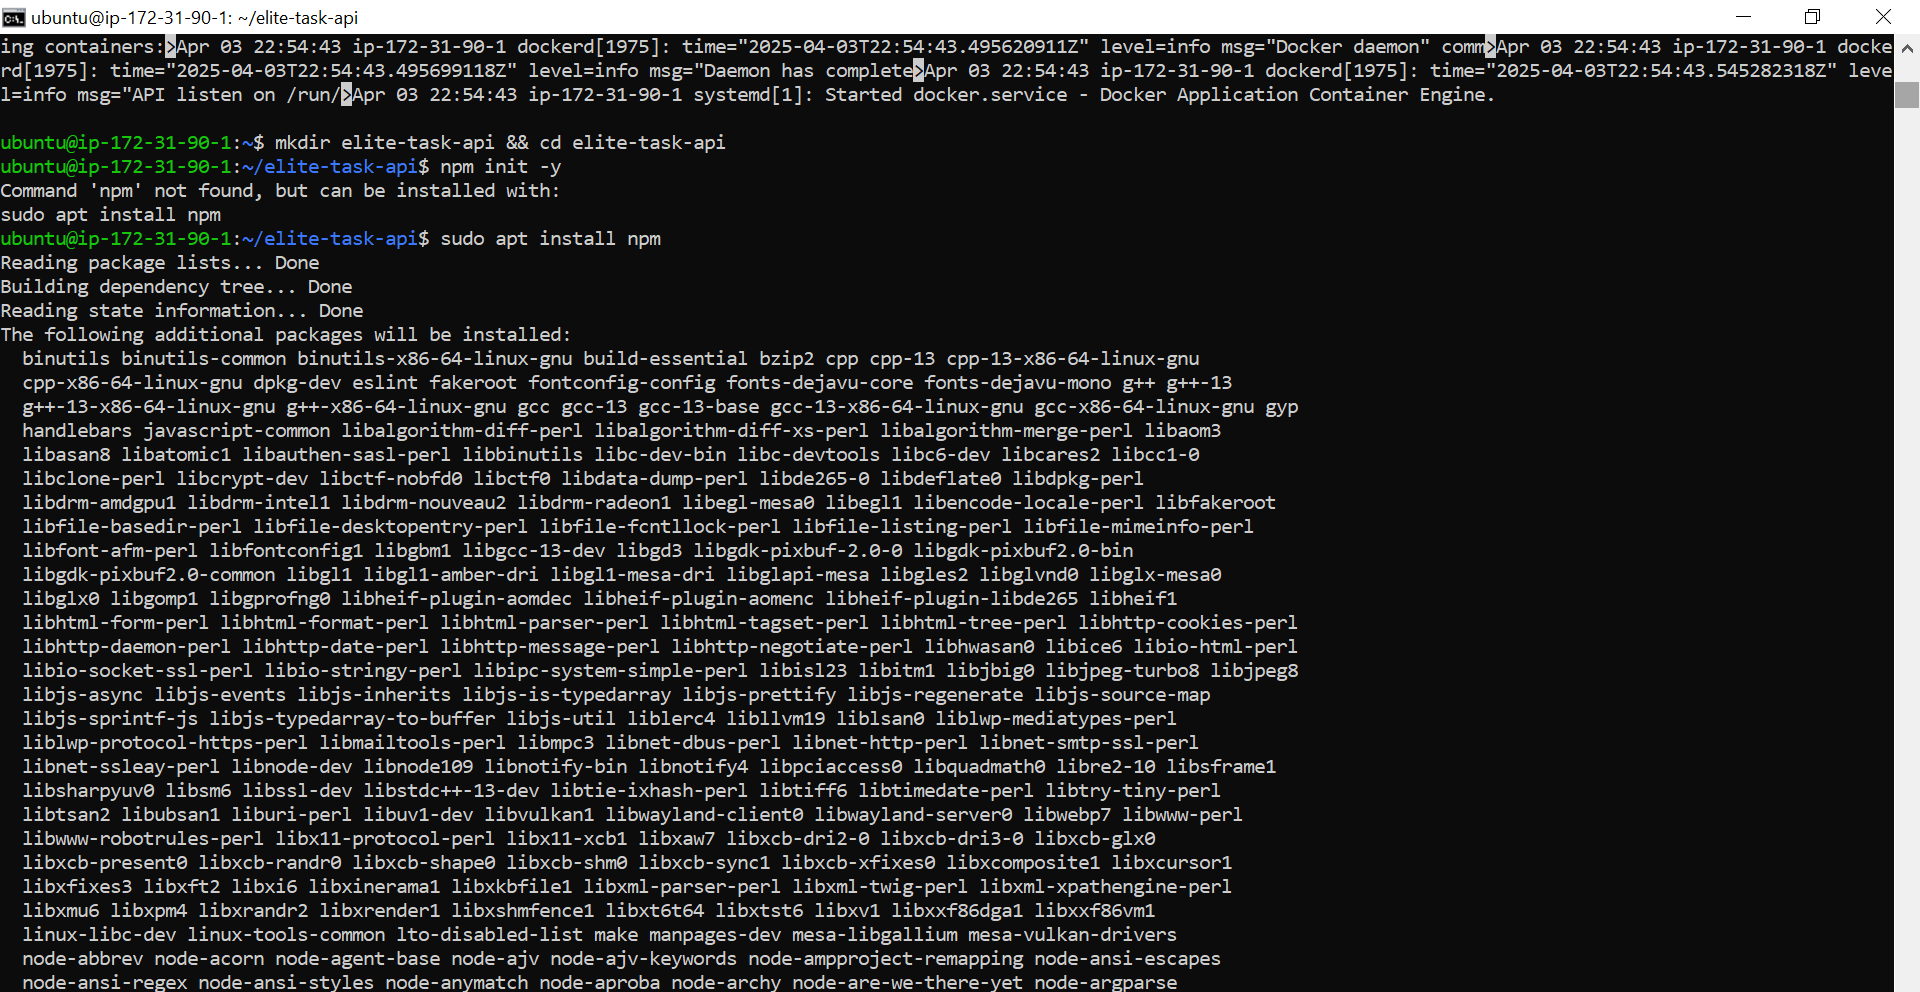 ubuntu@ip-172-31-90-1: ~/elite-task-api
ing containers:>Apr 03 22:54:43 ip-172-31-90-1 dockerd[1975]: time="2025-04-03T22:54:43.495620911Z" level=info msg="Docker daemon" comm>Apr 03 22:54:43 ip-172-31-90-1 docke
rd[1975]: time="2025-04-03T22:54:43.495699118Z" level=info msg="Daemon has complete>Apr 03 22:54:43 ip-172-31-90-1 dockerd[1975]: time="2025-04-03T22:54:43.545282318Z" leve
l=info msg="API listen on /run/>Apr 03 22:54:43 ip-172-31-90-1 systemd[1]: Started docker.service - Docker Application Container Engine.
ubuntu@ip-172-31-90-1:~$ mkdir elite-task-api && cd elite-task-api
ubuntu@ip-172-31-90-1:~/elite-task-api$ npm init -y
Command 'npm' not found, but can be installed with:
sudo apt install npm
ubuntu@ip-172-31-90-1:~/elite-task-api$ sudo apt install npm
Reading package lists... Done
Building dependency tree... Done
Reading state information... Done
The following additional packages will be installed:
  binutils binutils-common binutils-x86-64-linux-gnu build-essential bzip2 cpp cpp-13 cpp-13-x86-64-linux-gnu
  cpp-x86-64-linux-gnu dpkg-dev eslint fakeroot fontconfig-config fonts-dejavu-core fonts-dejavu-mono g++ g++-13
  g++-13-x86-64-linux-gnu g++-x86-64-linux-gnu gcc gcc-13 gcc-13-base gcc-13-x86-64-linux-gnu gcc-x86-64-linux-gnu gyp
  handlebars javascript-common libalgorithm-diff-perl libalgorithm-diff-xs-perl libalgorithm-merge-perl libaom3
  libasan8 libatomic1 libauthen-sasl-perl libbinutils libc-dev-bin libc-devtools libc6-dev libcares2 libcc1-0
  libclone-perl libcrypt-dev libctf-nobfd0 libctf0 libdata-dump-perl libde265-0 libdeflate0 libdpkg-perl
  libdrm-amdgpu1 libdrm-intel1 libdrm-nouveau2 libdrm-radeon1 libegl-mesa0 libegl1 libencode-locale-perl libfakeroot
  libfile-basedir-perl libfile-desktopentry-perl libfile-fcntllock-perl libfile-listing-perl libfile-mimeinfo-perl
  libfont-afm-perl libfontconfig1 libgbm1 libgcc-13-dev libgd3 libgdk-pixbuf-2.0-0 libgdk-pixbuf2.0-bin
  libgdk-pixbuf2.0-common libgl1 libgl1-amber-dri libgl1-mesa-dri libglapi-mesa libgles2 libglvnd0 libglx-mesa0
  libglx0 libgomp1 libgprofng0 libheif-plugin-aomdec libheif-plugin-aomenc libheif-plugin-libde265 libheif1
  libhtml-form-perl libhtml-format-perl libhtml-parser-perl libhtml-tagset-perl libhtml-tree-perl libhttp-cookies-perl
  libhttp-daemon-perl libhttp-date-perl libhttp-message-perl libhttp-negotiate-perl libhwasan0 libice6 libio-html-perl
  libio-socket-ssl-perl libio-stringy-perl libipc-system-simple-perl libisl23 libitm1 libjbig0 libjpeg-turbo8 libjpeg8
  libjs-async libjs-events libjs-inherits libjs-is-typedarray libjs-prettify libjs-regenerate libjs-source-map
  libjs-sprintf-js libjs-typedarray-to-buffer libjs-util liblerc4 libllvm19 liblsan0 liblwp-mediatypes-perl
  liblwp-protocol-https-perl libmailtools-perl libmpc3 libnet-dbus-perl libnet-http-perl libnet-smtp-ssl-perl
  libnet-ssleay-perl libnode-dev libnode109 libnotify-bin libnotify4 libpciaccess0 libquadmath0 libre2-10 libsframe1
  libsharpyuv0 libsm6 libssl-dev libstdc++-13-dev libtie-ixhash-perl libtiff6 libtimedate-perl libtry-tiny-perl
  libtsan2 libubsan1 liburi-perl libuv1-dev libvulkan1 libwayland-client0 libwayland-server0 libwebp7 libwww-perl
  libwww-robotrules-perl libx11-protocol-perl libx11-xcb1 libxaw7 libxcb-dri2-0 libxcb-dri3-0 libxcb-glx0
  libxcb-present0 libxcb-randr0 libxcb-shape0 libxcb-shm0 libxcb-sync1 libxcb-xfixes0 libxcomposite1 libxcursor1
  libxfixes3 libxft2 libxi6 libxinerama1 libxkbfile1 libxml-parser-perl libxml-twig-perl libxml-xpathengine-perl
  libxmu6 libxpm4 libxrandr2 libxrender1 libxshmfence1 libxt6t64 libxtst6 libxv1 libxxf86dga1 libxxf86vm1
  linux-libc-dev linux-tools-common lto-disabled-list make manpages-dev mesa-libgallium mesa-vulkan-drivers
  node-abbrev node-acorn node-agent-base node-ajv node-ajv-keywords node-ampproject-remapping node-ansi-escapes
  node-ansi-regex node-ansi-styles node-anymatch node-aproba node-archy node-are-we-there-yet node-argparse